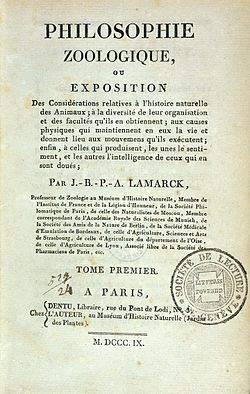 PHILOSOPHIE
ZOOLOGIQUE,
OU
EXPOSITION
Des Considérations relatives à l'histoire naturelle
des Animaux; à la diversité de leur organisation
et des facultés qu'ils en obtiennent; aux causes
physiques qui maintiennent en eux la vie et
donnent lieu aux mouvemens qu'ils exécutent;
enfin, à celles qui produisent, les unes le senti-
ment, et les autres l'intelligence de ceux qui en
sont doués;
PAR J.-B.-P.-A. LAMARCK,
Professeur de Zoologie au Muséum d'Histoire Naturelle, Membre de
l'Institut de France et de la Légion d'Honneur, de la Société Phi-
lomatique de Paris, de celle des Naturalistes de Moscou, Membre
correspondant de l'Académie Royale des Sciences de Munich, de
la Société des Amis de la Nature de Berlin, de la Société Médicale
d'Emulation de Bordeaux, de celle d'Agriculture, Sciences et Arts
de Strasbourg, de celle d'Agriculture du département de l'Oise,
de celle d'Agriculture de Lyon, Associé libre de la Société des
Pharmaciens de Paris, etc.
TOME PREMIER.
A PARIS,
Chez
DENTU, Libraire, rue du Pont de Lodi, No.
L'AUTEUR, au Muséum d'Histoire Naturelle (Jardin
des Plantes).
M. DCCC. IX.
SOCIÉTÉ DE LECTURE
GENÈVE